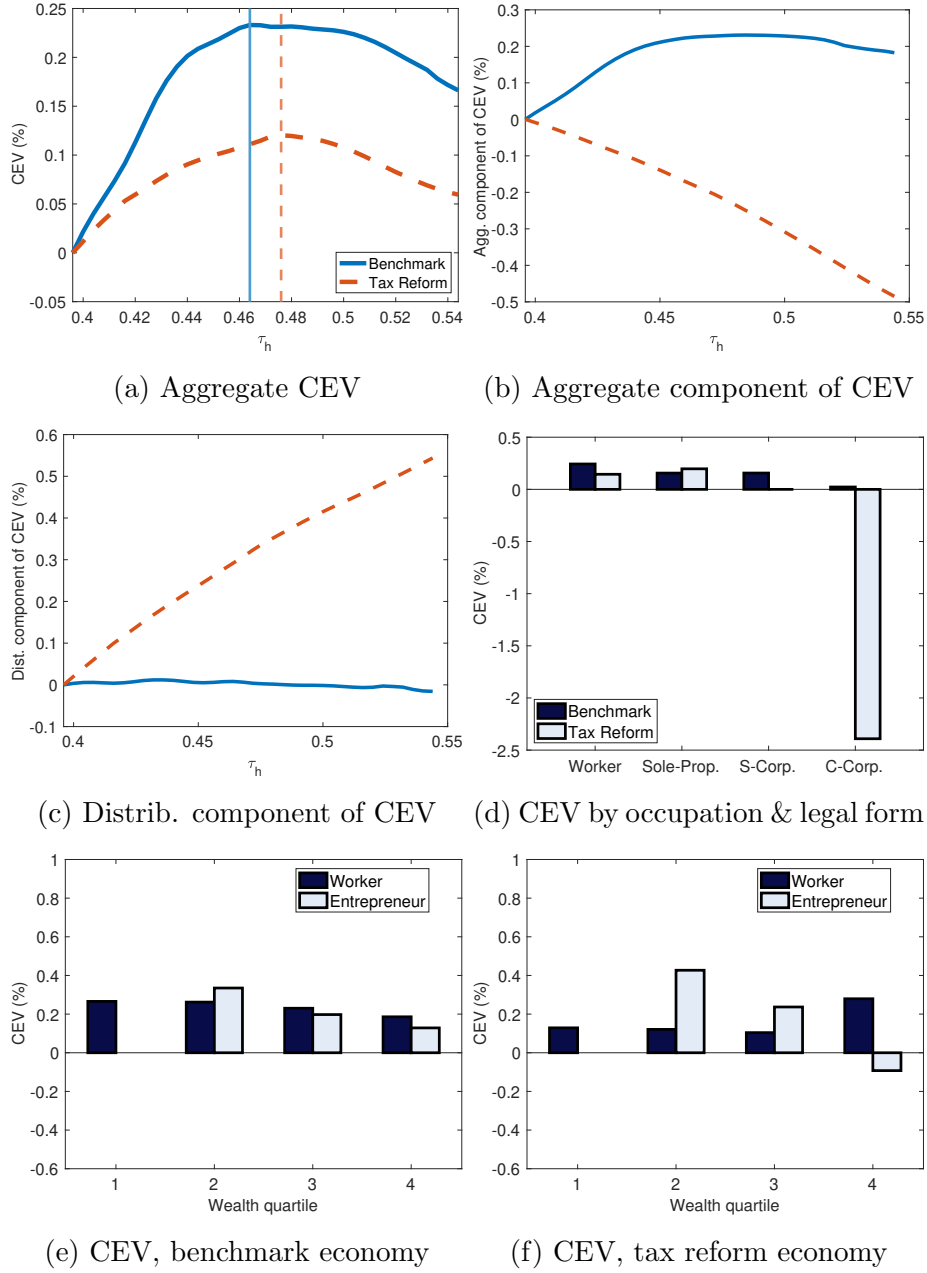 0.25
0.2
0.15
0.1
0.05
0
-0.05
CEV (%)
0.4 0.42 0.44 0.46 0.48 0.5 0.52 0.54
τh
Benchmark
Tax Reform
(a) Aggregate CEV
0.3
0.2
0.1
0
-0.1
-0.2
-0.3
-0.4
-0.5
Agg. component of CEV (%)
0.4 0.45 0.5 0.55
τh
(b) Aggregate component of CEV
0.6
0.5
0.4
0.3
0.2
0.1
0
-0.1
Dist. component of CEV (%)
0.4 0.45 0.5 0.55
τh
(c) Distrib. component of CEV
0.5
0
-0.5
-1
-1.5
-2
-2.5
CEV (%)
Benchmark
Tax Reform
Worker Sole-Prop. S-Corp. C-Corp.
(d) CEV by occupation & legal form
1
0.8
0.6
0.4
0.2
0
-0.2
-0.4
-0.6
CEV (%)
Worker
Entrepreneur
1 2 3 4
Wealth quartile
(e) CEV, benchmark economy
1
0.8
0.6
0.4
0.2
0
-0.2
-0.4
-0.6
CEV (%)
Worker
Entrepreneur
1 2 3 4
Wealth quartile
(f) CEV, tax reform economy